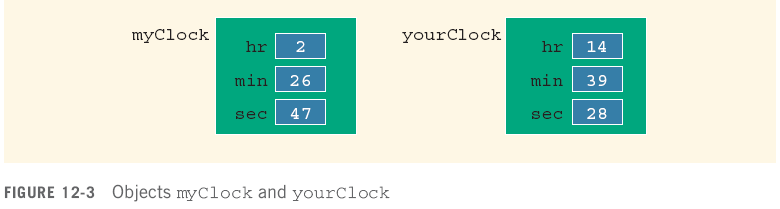 myClock yourClock
hr 2 hr 14
min 26 min 39
sec 47 sec 28
FIGURE 12-3 Objects myClock and yourClock